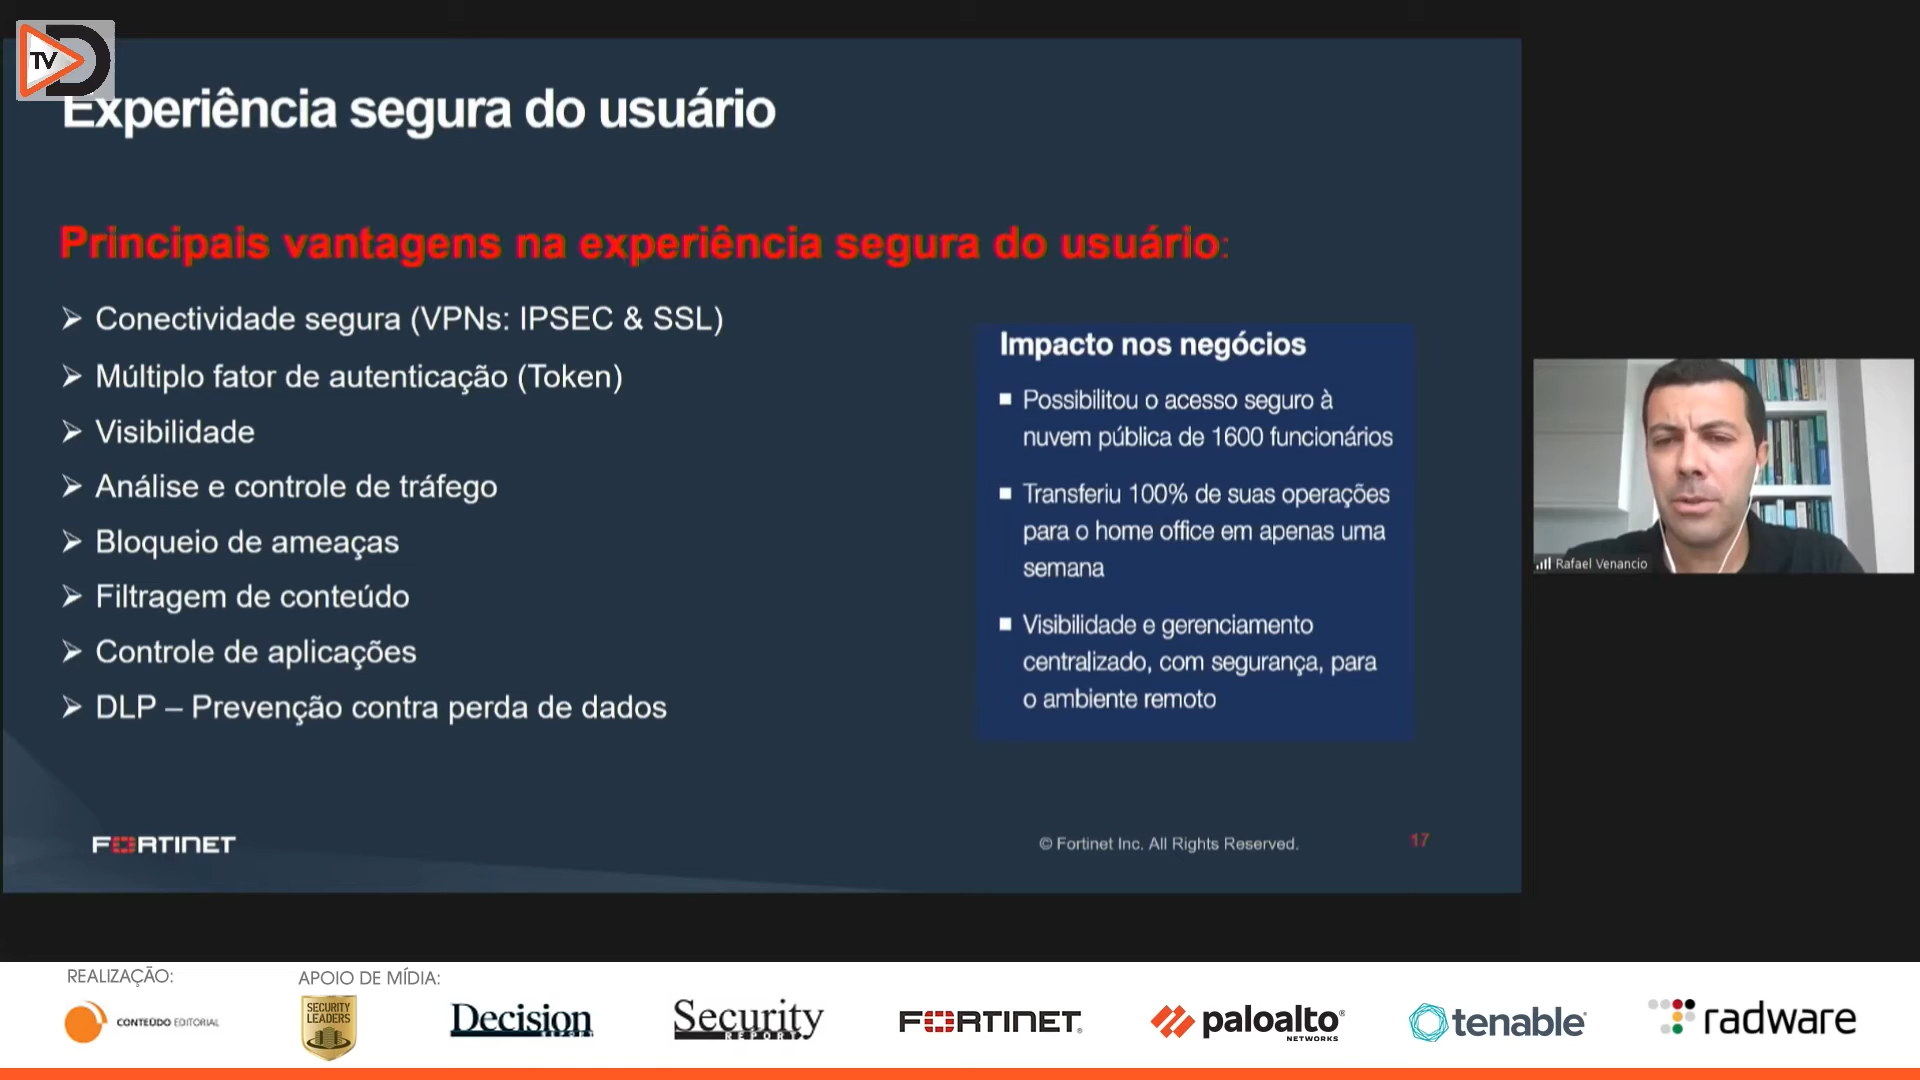 TV D
Experiência segura do usuário
Principais vantagens na experiência segura do usuário:
➢ Conectividade segura (VPNs: IPSEC & SSL)
➢ Múltiplo fator de autenticação (Token)
➢ Visibilidade
➢ Análise e controle de tráfego
➢ Bloqueio de ameaças
➢ Filtragem de conteúdo
➢ Controle de aplicações
➢ DLP – Prevenção contra perda de dados
Impacto nos negócios
▪ Possibilitou o acesso seguro à
nuvem pública de 1600 funcionários
▪ Transferiu 100% de suas operações
para o home office em apenas uma
semana
▪ Visibilidade e gerenciamento
centralizado, com segurança, para
o ambiente remoto
FORTINET
© Fortinet Inc. All Rights Reserved.
17
Rafael Venancio
REALIZAÇÃO:
CONTEÚDO EDITORIAL
APOIO DE MÍDIA:
SECURITY
LEADERS
Decision
REPORT
Security
REPORT
FORTINET®
paloalto®
NETWORKS
tenable®
radware